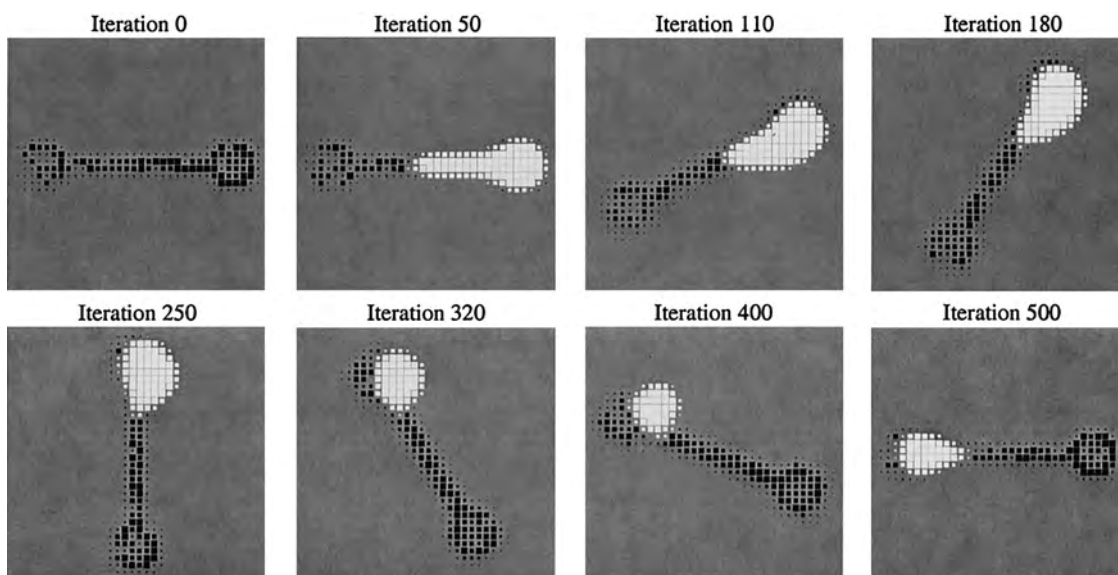 Iteration 0
Iteration 50
Iteration 110
Iteration 180
Iteration 250
Iteration 320
Iteration 400
Iteration 500